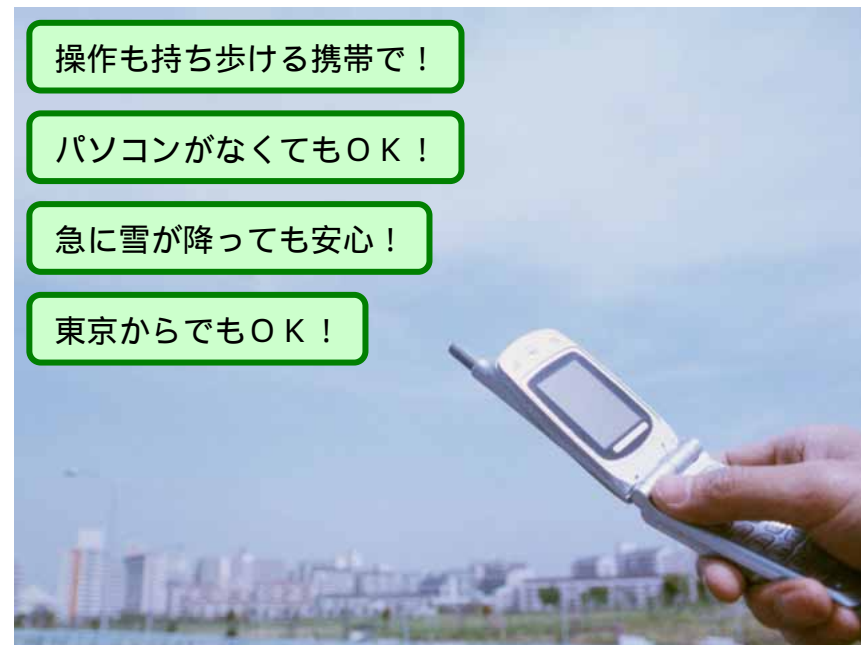 操作も持ち歩ける携帯で！
パソコンがなくてもＯＫ！
急に雪が降っても安心！
東京からでもＯＫ！